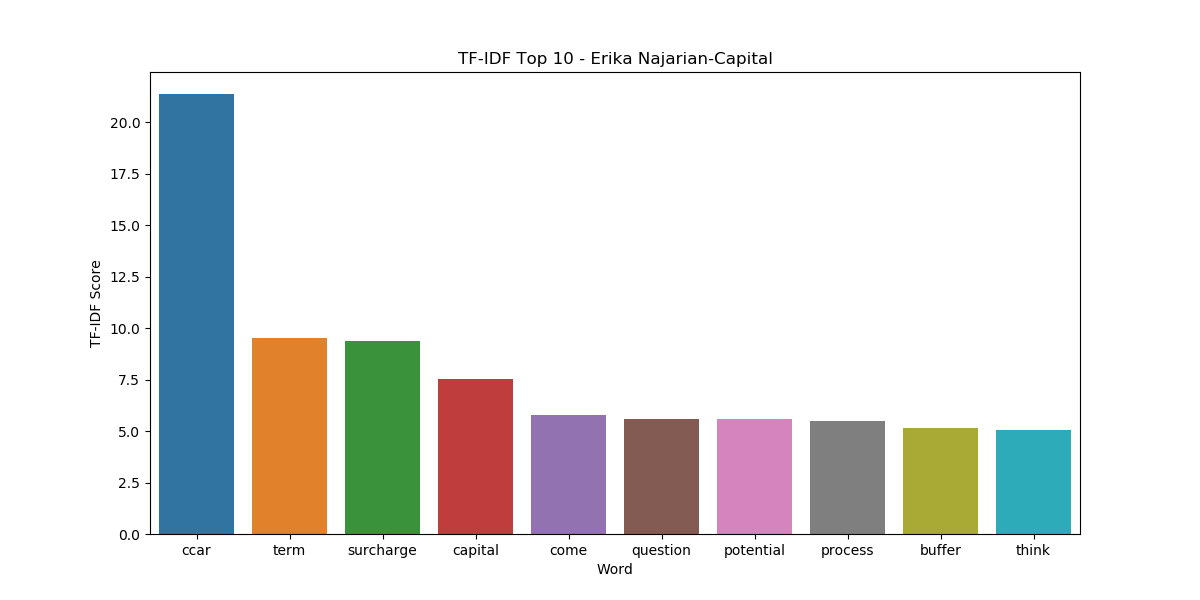 TF-IDF Top 10 - Erika Najarian-Capital
TF-IDF Score
20.0
17.5
15.0
12.5
10.0
7.5
5.0
2.5
0.0
ccar term surcharge capital come question potential process buffer think
Word